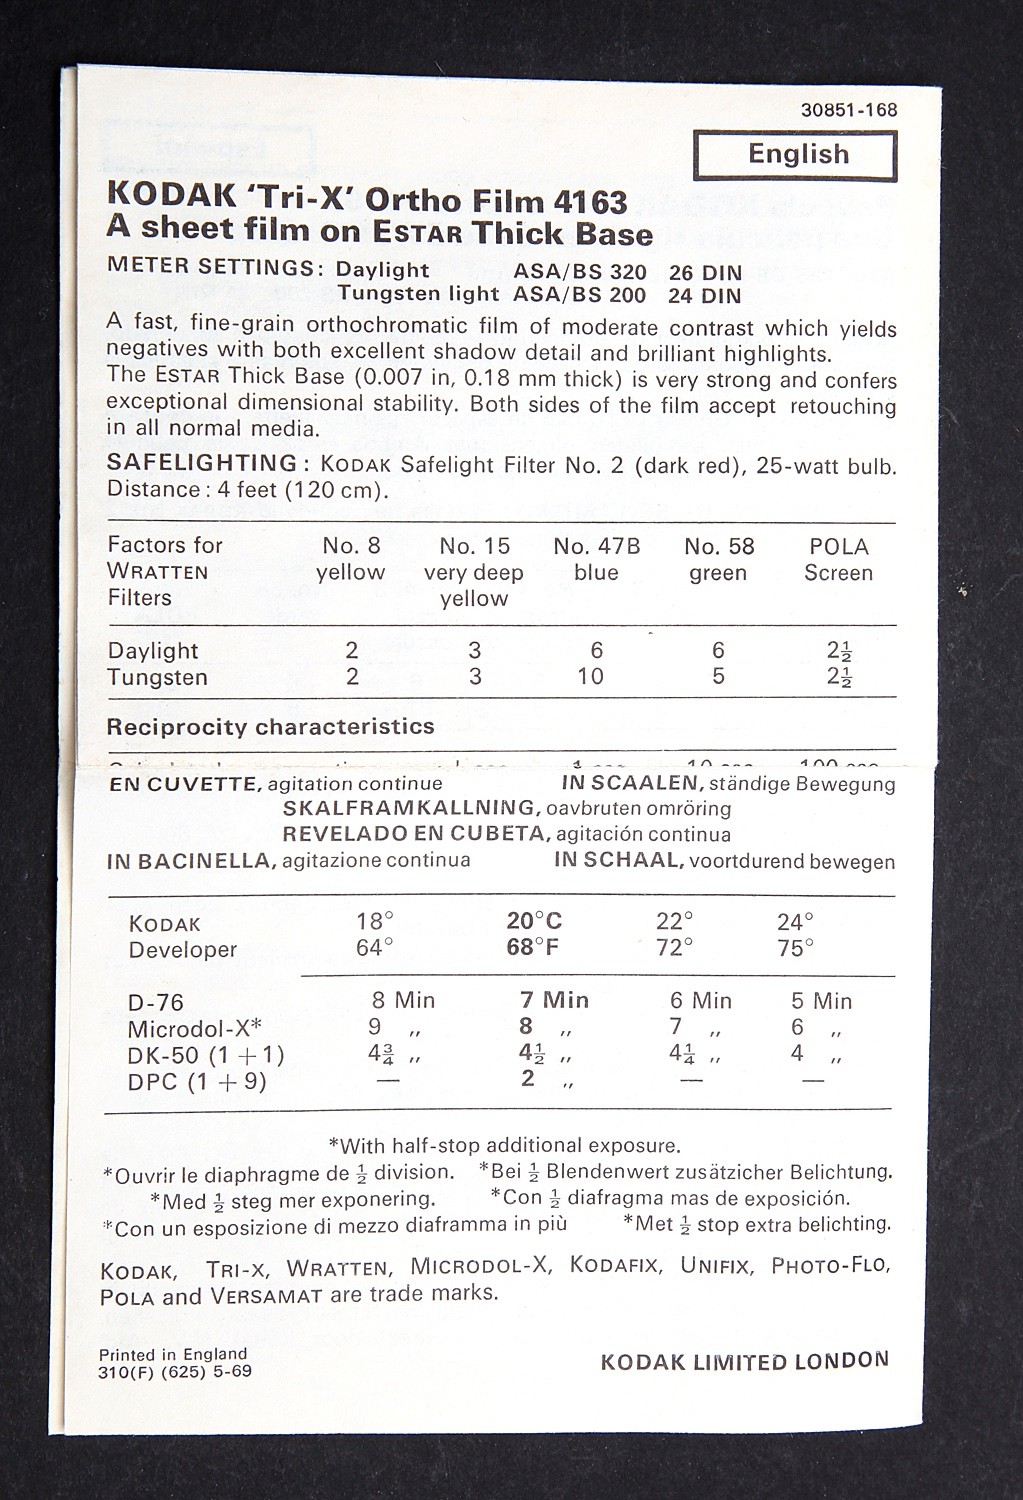 30851-168
English
KODAK 'Tri-X' Ortho Film 4163
A sheet film on ESTAR Thick Base
METER SETTINGS: Daylight ASA/BS 320 26 DIN
Tungsten light ASA/BS 200 24 DIN
A fast, fine-grain orthochromatic film of moderate contrast which yields
negatives with both excellent shadow detail and brilliant highlights.
The ESTAR Thick Base (0.007 in, 0.18 mm thick) is very strong and confers
exceptional dimensional stability. Both sides of the film accept retouching
in all normal media.
SAFELIGHTING: KODAK Safelight Filter No. 2 (dark red), 25-watt bulb.
Distance: 4 feet (120 cm).
Factors for No. 8 No. 15 No. 47B No. 58 POLA
WRATTEN yellow very deep blue green Screen
Filters yellow
Daylight 2 3 6 6 2½
Tungsten 2 3 10 5 2½
Reciprocity characteristics
EN CUVETTE, agitation continue IN SCAALEN, ständige Bewegung
SKALFRAMKALLNING, oavbruten omröring
REVELADO EN CUBETA, agitación continua
IN BACINELLA, agitazione continua IN SCHAAL, voortdurend bewegen
KODAK 18° 20°C 22° 24°
Developer 64° 68°F 72° 75°
D-76 8 Min 7 Min 6 Min 5 Min
Microdol-X* 9 ,, 8 ,, 7 ,, 6 ,,
DK-50 (1 + 1) 4¾ ,, 4½ ,, 4¼ ,, 4 ,,
DPC (1 + 9) — 2 ,, — —
*With half-stop additional exposure.
*Ouvrir le diaphragme de ½ division. *Bei ½ Blendenwert zusätzicher Belichtung.
*Med ½ steg mer exponering. *Con ½ diafragma mas de exposición.
*Con un esposizione di mezzo diaframma in più *Met ½ stop extra belichting.
KODAK, TRI-X, WRATTEN, MICRODOL-X, KODAFIX, UNIFIX, PHOTO-FLO,
POLA and VERSAMAT are trade marks.
Printed in England
310(F) (625) 5-69
KODAK LIMITED LONDON